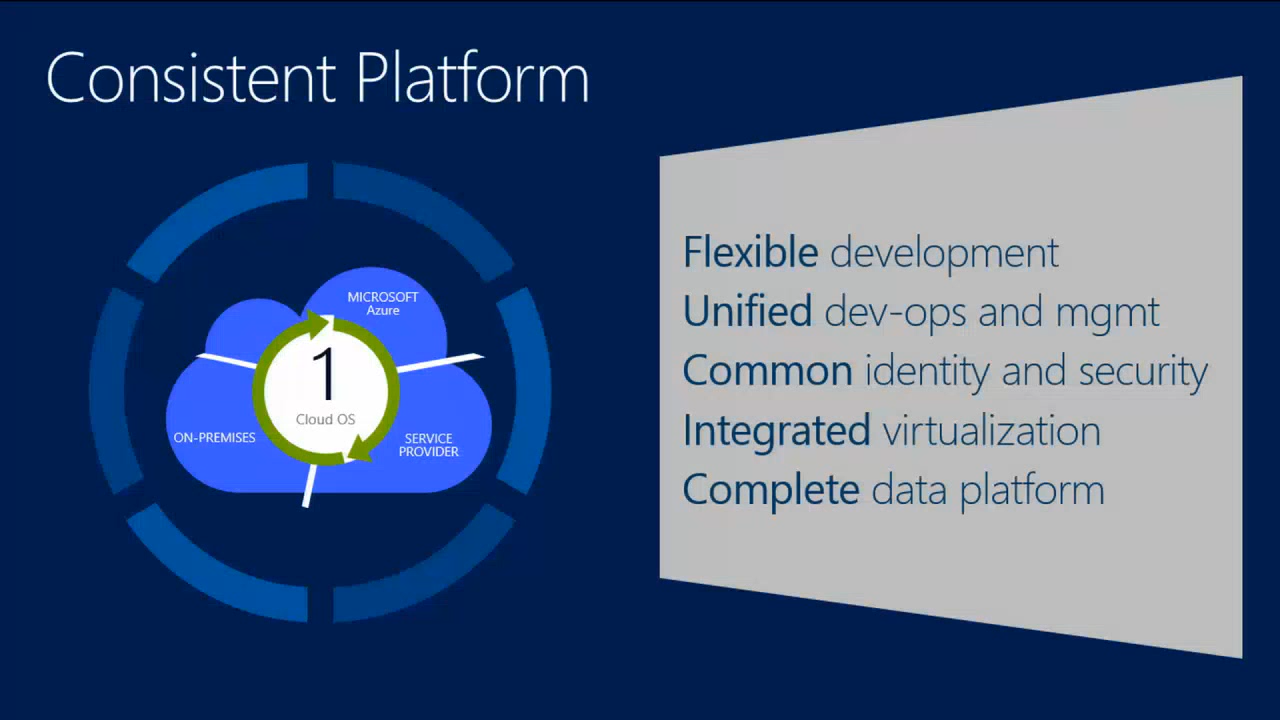 Consistent Platform
MICROSOFT
Azure
1
Cloud OS
ON-PREMISES
SERVICE
PROVIDER
Flexible development
Unified dev-ops and mgmt
Common identity and security
Integrated virtualization
Complete data platform